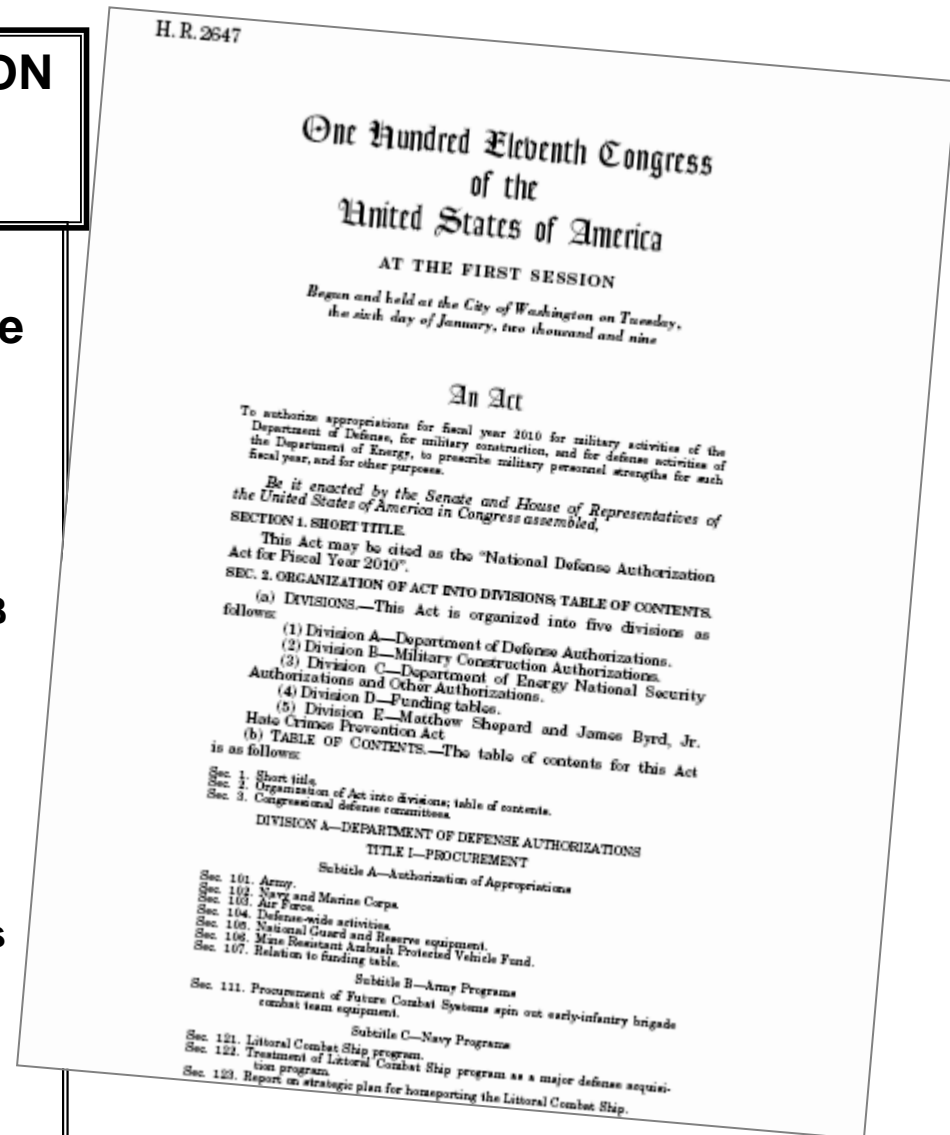 ON
e
3
s
H. R. 2647
One Hundred Eleventh Congress
of the
United States of America
AT THE FIRST SESSION
Begun and held at the City of Washington on Tuesday,
the sixth day of January, two thousand and nine
An Act
To authorize appropriations for fiscal year 2010 for military activities of the
Department of Defense, for military construction, and for defense activities of
the Department of Energy, to prescribe military personnel strengths for such
fiscal year, and for other purposes.
Be it enacted by the Senate and House of Representatives of
the United States of America in Congress assembled,
SECTION 1. SHORT TITLE.
This Act may be cited as the “National Defense Authorization
Act for Fiscal Year 2010”.
SEC. 2. ORGANIZATION OF ACT INTO DIVISIONS; TABLE OF CONTENTS.
(a) DIVISIONS.—This Act is organized into five divisions as
follows:
(1) Division A—Department of Defense Authorizations.
(2) Division B—Military Construction Authorizations.
(3) Division C—Department of Energy National Security
Authorizations and Other Authorizations.
(4) Division D—Funding tables.
(5) Division E—Matthew Shepard and James Byrd, Jr.
Hate Crimes Prevention Act
(b) TABLE OF CONTENTS.—The table of contents for this Act
is as follows:
Sec. 1. Short title.
Sec. 2. Organization of Act into divisions; table of contents.
Sec. 3. Congressional defense committees.
DIVISION A—DEPARTMENT OF DEFENSE AUTHORIZATIONS
TITLE I—PROCUREMENT
Subtitle A—Authorization of Appropriations
Sec. 101. Army.
Sec. 102. Navy and Marine Corps.
Sec. 103. Air Force.
Sec. 104. Defense-wide activities.
Sec. 105. National Guard and Reserve equipment.
Sec. 106. Mine Resistant Ambush Protected Vehicle Fund.
Sec. 107. Relation to funding table.
Subtitle B—Army Programs
Sec. 111. Procurement of Future Combat Systems spin out early-infantry brigade
combat team equipment.
Subtitle C—Navy Programs
Sec. 121. Littoral Combat Ship program.
Sec. 122. Treatment of Littoral Combat Ship program as a major defense acquisi-
tion program.
Sec. 123. Report on strategic plan for homeporting the Littoral Combat Ship.